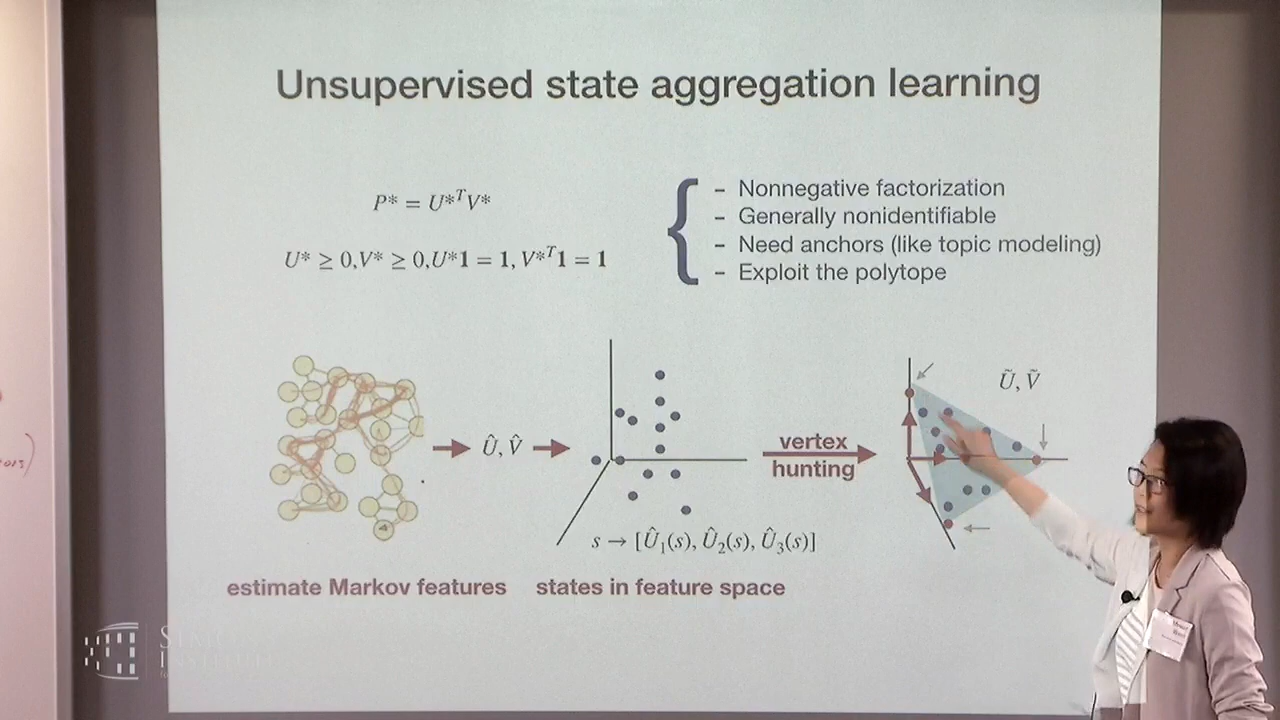 Unsupervised state aggregation learning
P* = U*ᵀV*
U* ≥ 0,V* ≥ 0,U*1 = 1, V*ᵀ1 = 1
{
– Nonnegative factorization
– Generally nonidentifiable
– Need anchors (like topic modeling)
– Exploit the polytope
Û, V̂
vertex
hunting
Ũ, Ṽ
s → [Û₁(s), Û₂(s), Û₃(s)]
estimate Markov features
states in feature space